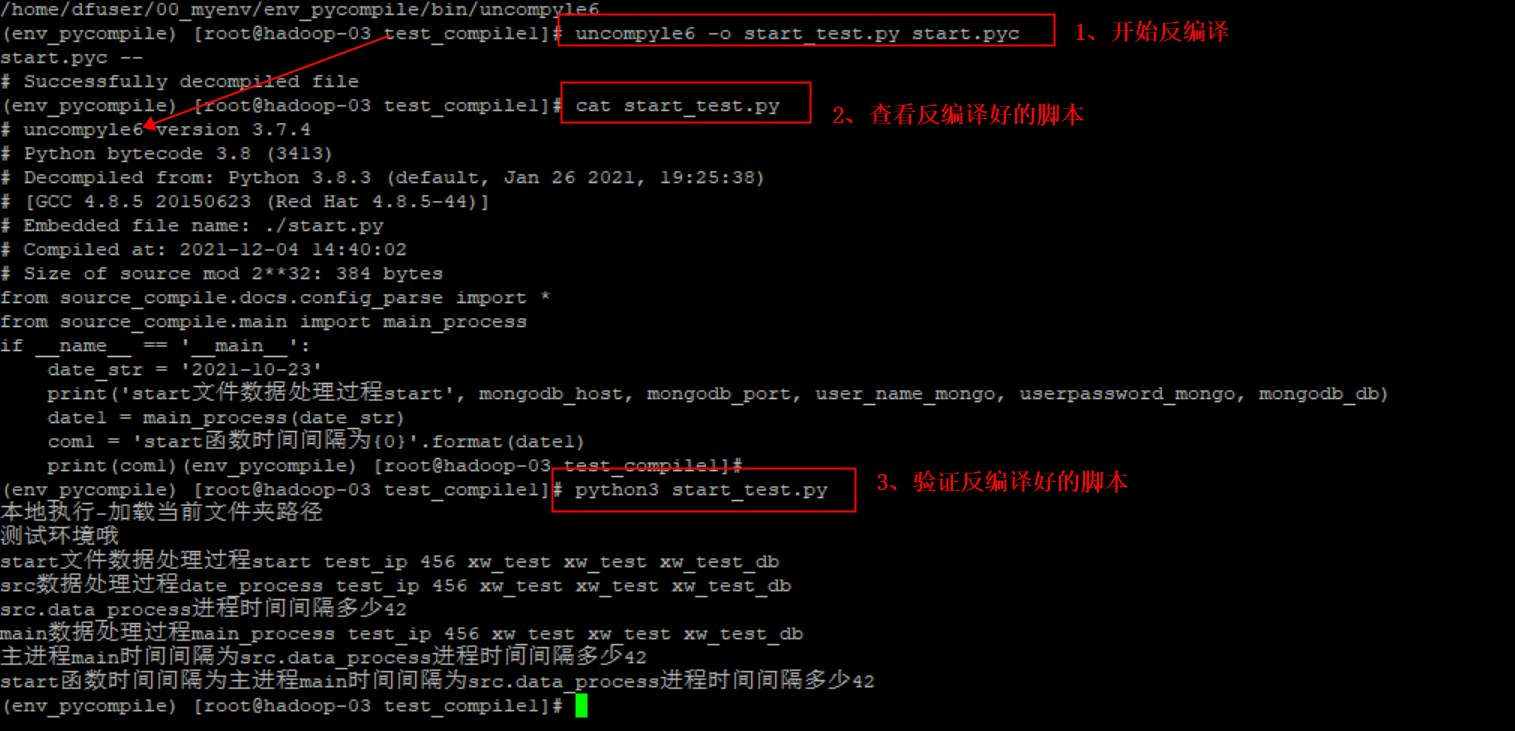 /home/dfuser/00_myenv/env_pycompile/bin/uncompyle6
(env_pycompile) [root@hadoop-03 test_compile1]# uncompyle6 -o start_test.py start.pyc
1、开始反编译
start.pyc --
# Successfully decompiled file
(env_pycompile) [root@hadoop-03 test_compile1]# cat start_test.py
2、查看反编译好的脚本
# uncompyle6 version 3.7.4
# Python bytecode 3.8 (3413)
# Decompiled from: Python 3.8.3 (default, Jan 26 2021, 19:25:38)
# [GCC 4.8.5 20150623 (Red Hat 4.8.5-44)]
# Embedded file name: ./start.py
# Compiled at: 2021-12-04 14:40:02
# Size of source mod 2**32: 384 bytes
from source_compile.docs.config_parse import *
from source_compile.main import main_process
if __name__ == '__main__':
    date_str = '2021-10-23'
    print('start文件数据处理过程start', mongodb_host, mongodb_port, user_name_mongo, userpassword_mongo, mongodb_db)
    date1 = main_process(date_str)
    com1 = 'start函数时间间隔为{0}'.format(date1)
    print(com1)(env_pycompile) [root@hadoop-03 test_compile1]#
(env_pycompile) [root@hadoop-03 test_compile1]# python3 start_test.py
3、验证反编译好的脚本
本地执行-加载当前文件夹路径
测试环境哦
start文件数据处理过程start test_ip 456 xw_test xw_test xw_test_db
src数据处理过程date_process test_ip 456 xw_test xw_test xw_test_db
src.data_process进程时间间隔多少42
main数据处理过程main_process test_ip 456 xw_test xw_test xw_test_db
主进程main时间间隔为src.data_process进程时间间隔多少42
start函数时间间隔为主进程main时间间隔为src.data_process进程时间间隔多少42
(env_pycompile) [root@hadoop-03 test_compile1]#